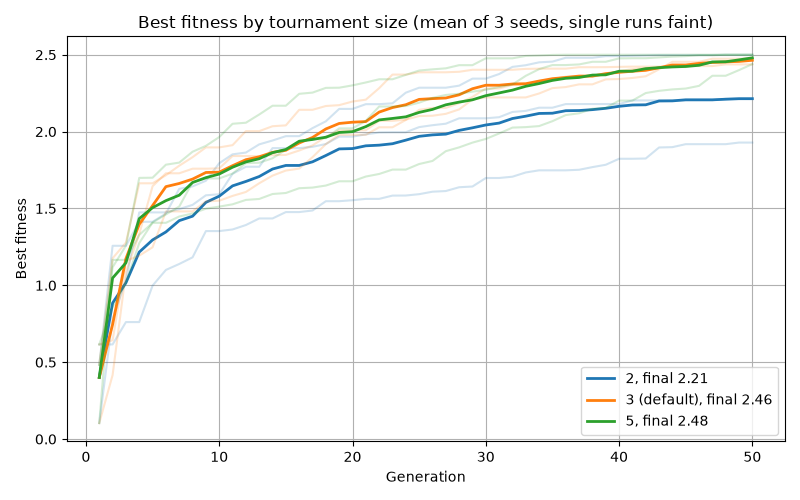 Best fitness by tournament size (mean of 3 seeds, single runs faint)
2.5
2.0
1.5
1.0
0.5
0.0
Best fitness
0 10 20 30 40 50
Generation
2, final 2.21
3 (default), final 2.46
5, final 2.48